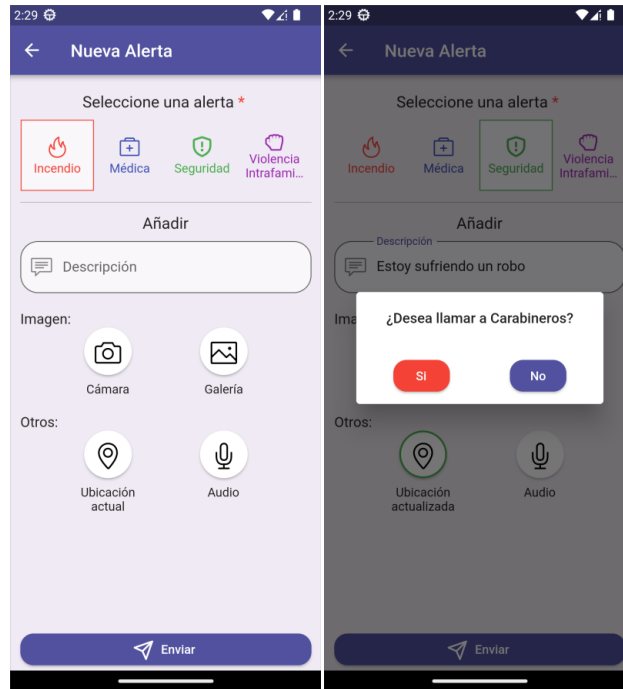 2:29
Nueva Alerta
Seleccione una alerta *
Incendio
Médica
Seguridad
Violencia
Intrafami...
Añadir
Descripción
Imagen:
Cámara
Galería
Otros:
Ubicación
actual
Audio
Enviar
2:29
Nueva Alerta
Seleccione una alerta *
Incendio
Médica
Seguridad
Violencia
Intrafami...
Añadir
Descripción
Estoy sufriendo un robo
Ima
¿Desea llamar a Carabineros?
Si
No
Otros:
Ubicación
actualizada
Audio
Enviar